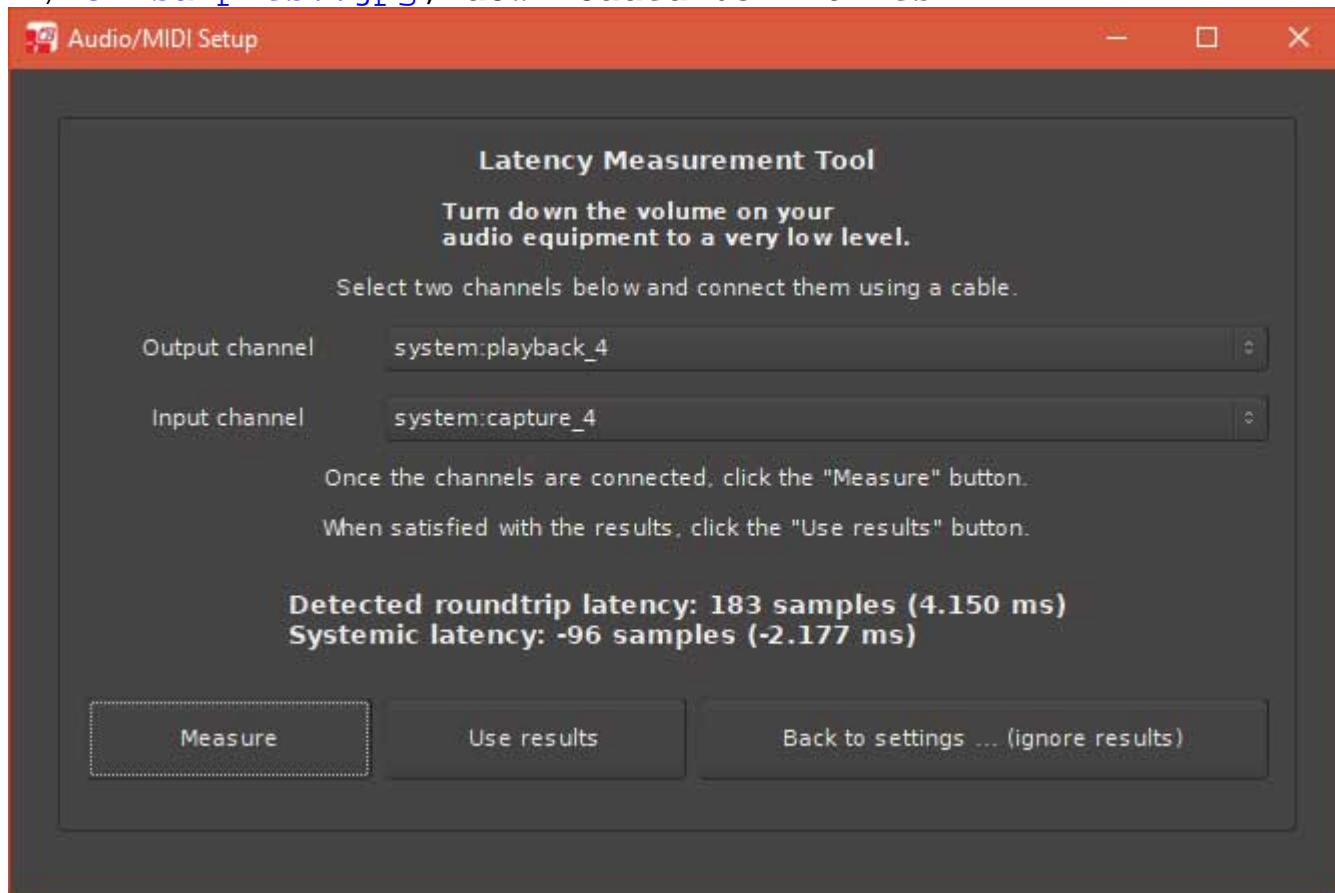 Audio/MIDI Setup
Latency Measurement Tool
Turn down the volume on your
audio equipment to a very low level.
Select two channels below and connect them using a cable.
Output channel system:playback_4
Input channel system:capture_4
Once the channels are connected, click the "Measure" button.
When satisfied with the results, click the "Use results" button.
Detected roundtrip latency: 183 samples (4.150 ms)
Systemic latency: -96 samples (-2.177 ms)
Measure Use results Back to settings ... (ignore results)